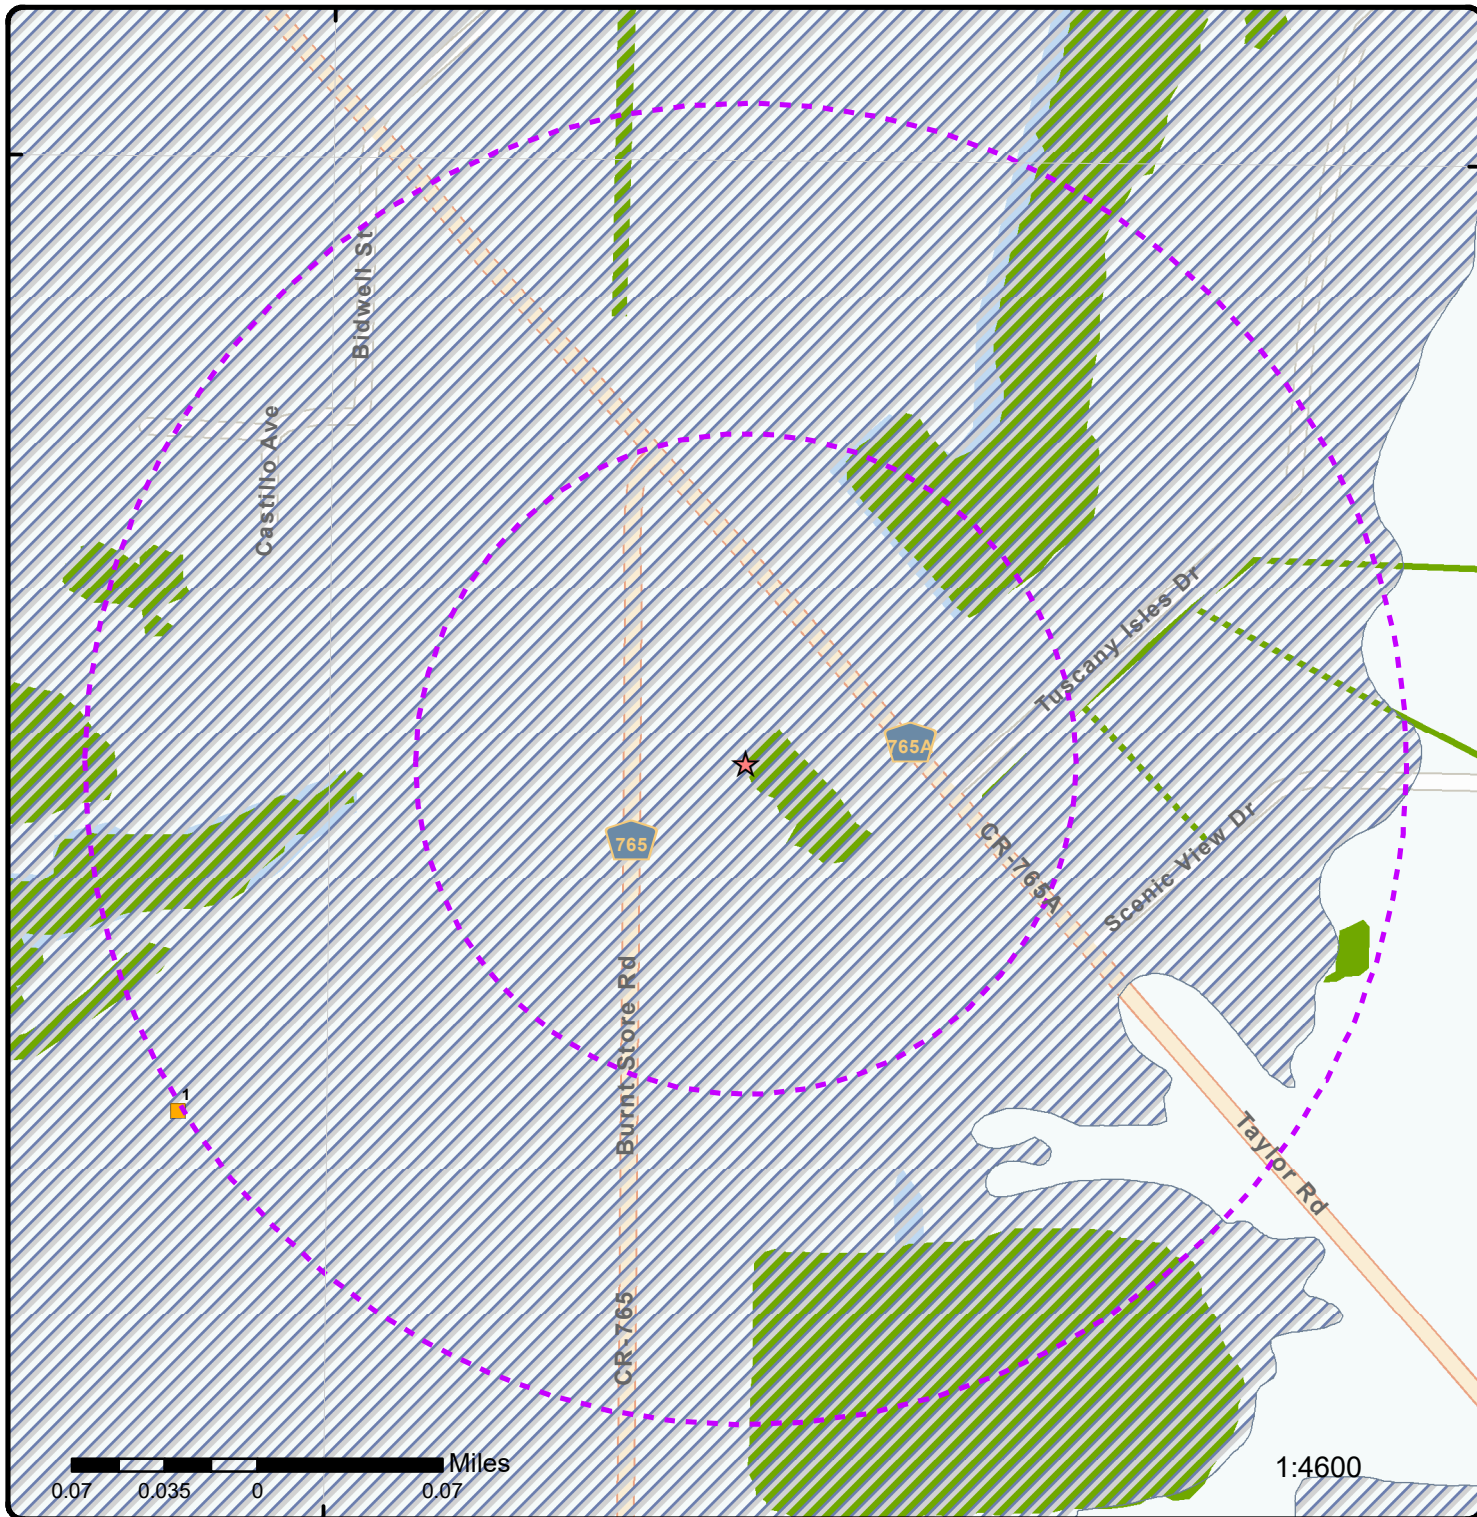 Bidwell St
Castillo Ave
Tuscany Isles Dr
765A
765
CR-765A
Scenic View Dr
Burnt Store Rd
1
Taylor Rd
CR-765
Miles
1:4600
0.07 0.035 0 0.07